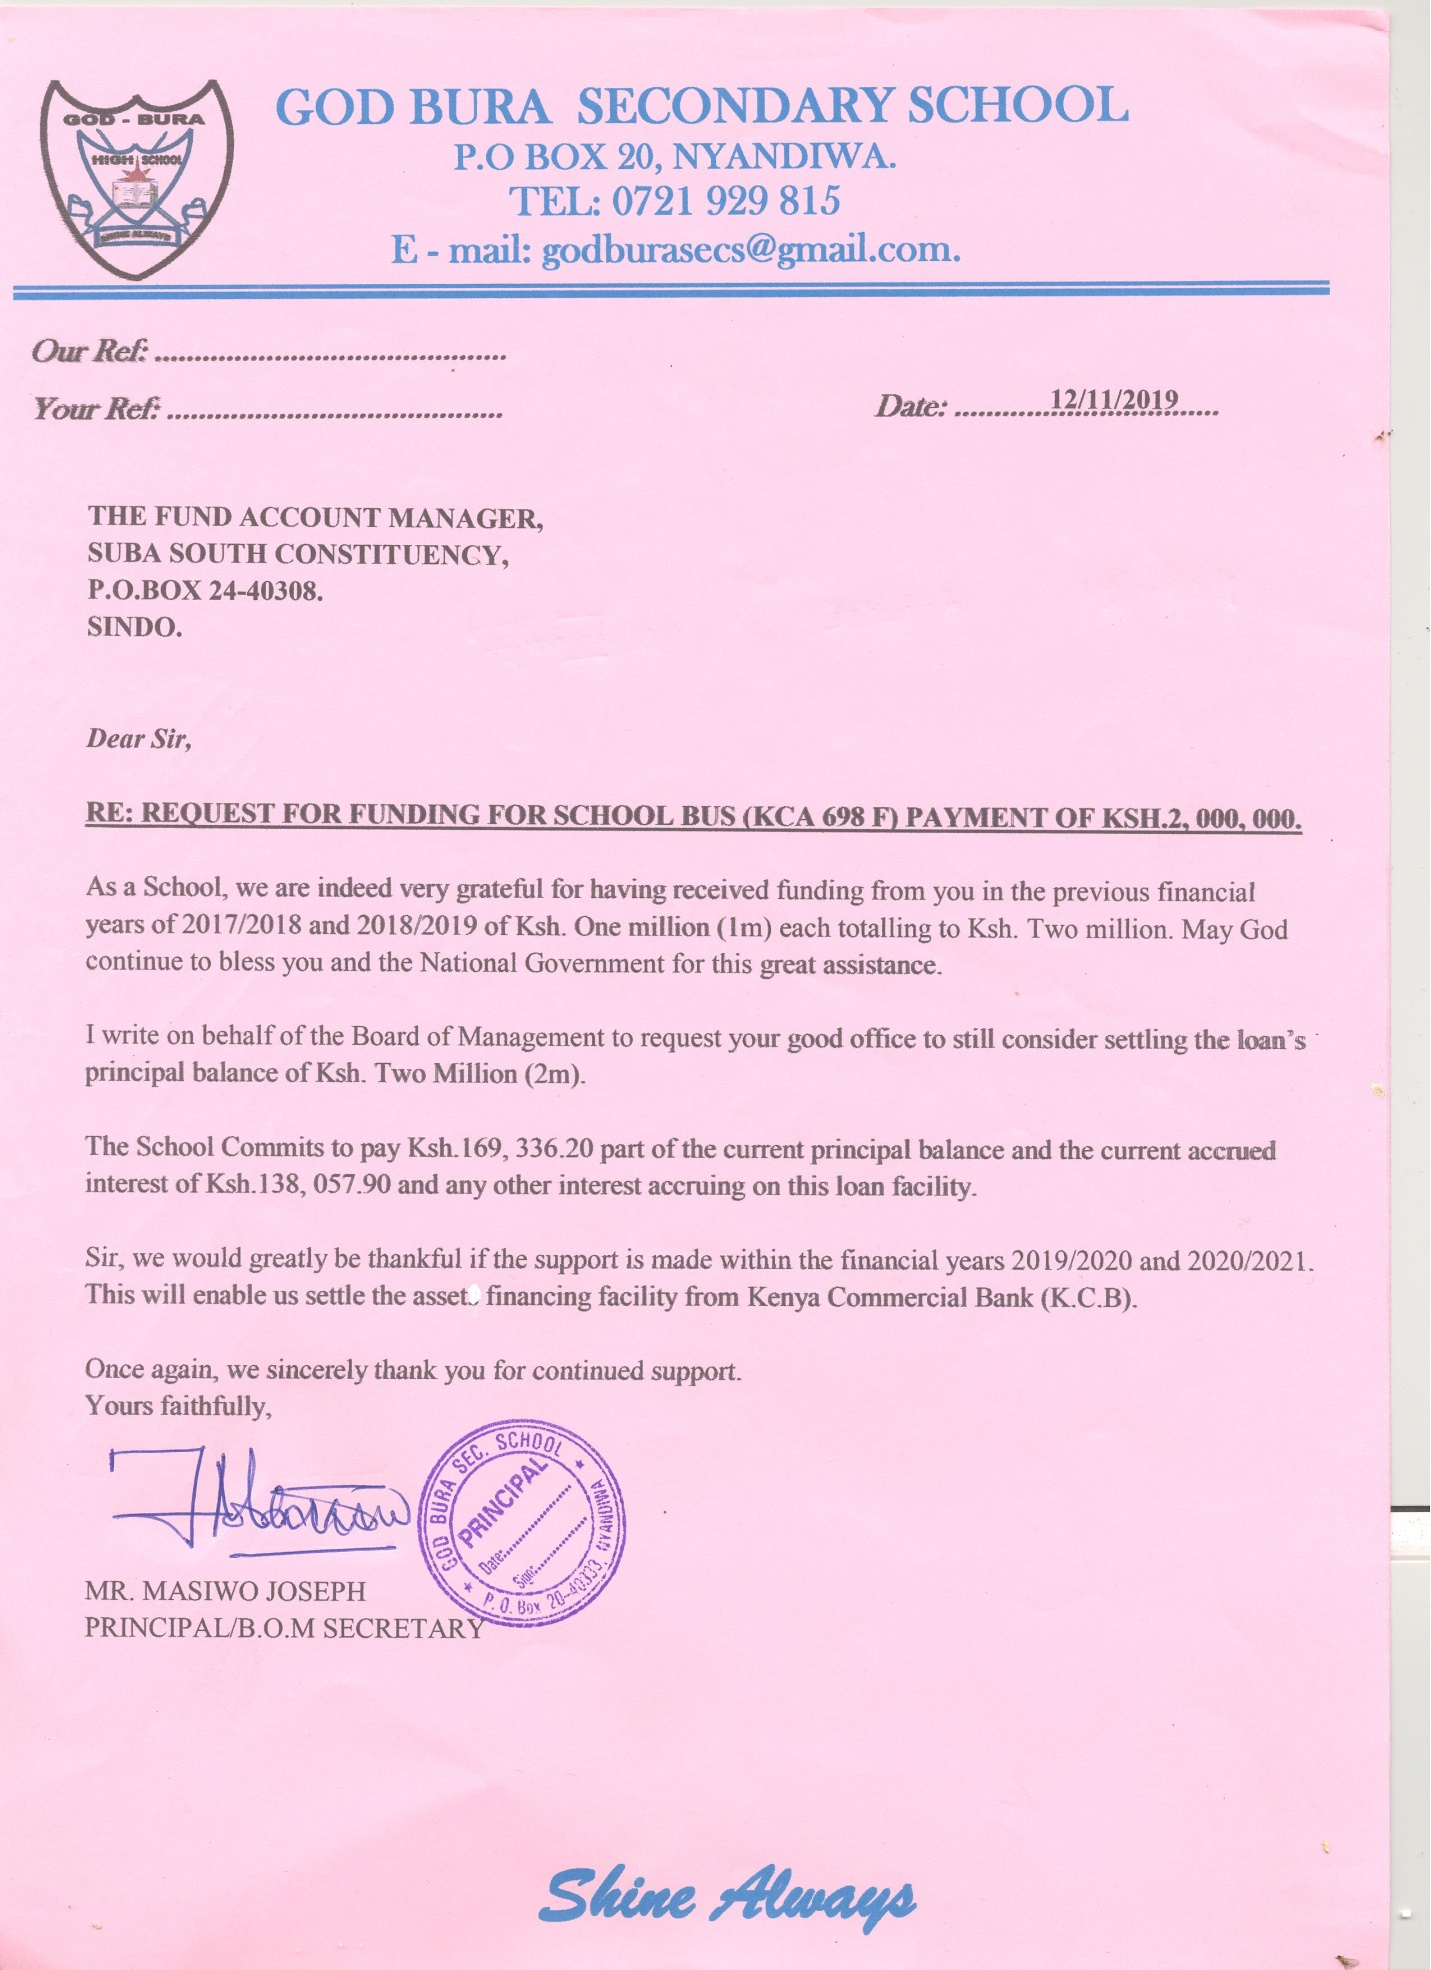 GOD - BURA
HIGH SCHOOL
SHINE ALWAYS
GOD BURA SECONDARY SCHOOL
P.O BOX 20, NYANDIWA.
TEL: 0721 929 815
E - mail: godburasecs@gmail.com.
Our Ref: ............................................
Your Ref: ..........................................
Date: ............12/11/2019.....
THE FUND ACCOUNT MANAGER,
SUBA SOUTH CONSTITUENCY,
P.O.BOX 24-40308.
SINDO.
Dear Sir,
RE: REQUEST FOR FUNDING FOR SCHOOL BUS (KCA 698 F) PAYMENT OF KSH.2, 000, 000.
As a School, we are indeed very grateful for having received funding from you in the previous financial
years of 2017/2018 and 2018/2019 of Ksh. One million (1m) each totalling to Ksh. Two million. May God
continue to bless you and the National Government for this great assistance.
I write on behalf of the Board of Management to request your good office to still consider settling the loan's
principal balance of Ksh. Two Million (2m).
The School Commits to pay Ksh.169, 336.20 part of the current principal balance and the current accrued
interest of Ksh.138, 057.90 and any other interest accruing on this loan facility.
Sir, we would greatly be thankful if the support is made within the financial years 2019/2020 and 2020/2021.
This will enable us settle the asset financing facility from Kenya Commercial Bank (K.C.B).
Once again, we sincerely thank you for continued support.
Yours faithfully,
GOD BURA SEC. SCHOOL
PRINCIPAL
Date:....................
Sign:....................
P. O. Box 20-40333, NYANDIWA
MR. MASIWO JOSEPH
PRINCIPAL/B.O.M SECRETARY
Shine Always